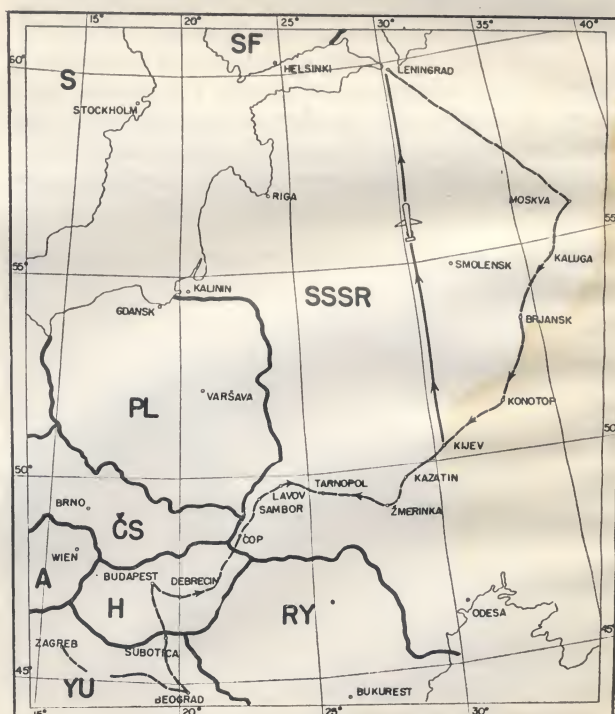 15°
20°
25°
30°
35°
40°
SF
60°
HELSINKI
LENINGRAD
S
STOCKHOLM
RIGA
MOSKVA
55°
KALUGA
SMOLENSK
55°
KALININ
SSSR
GDANSK
BRJANSK
PL
VARŠAVA
KONOTOP
KIJEV
50°
50°
KAZATIN
TARNOPOL
LAVOV
ŽMERINKA
SAMBOR
BRNO
ČS
ČOP
WIEN
BUDAPEST
DEBRECIN
A
H
RY
ODESA
ZAGREB
SUBOTICA
45°
45°
YU
BEOGRAD
BUKUREST
15°
20°
25°
30°